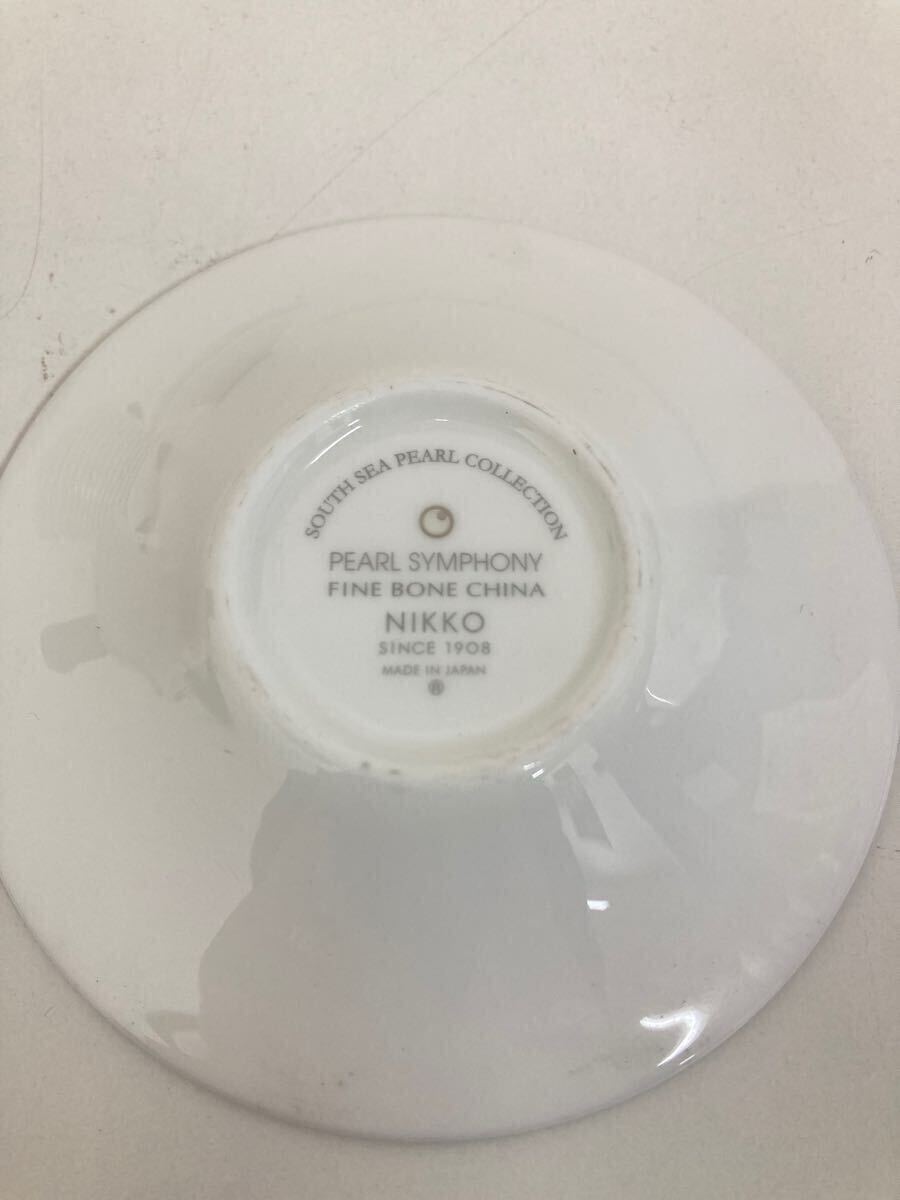 SOUTH SEA PEARL COLLECTION
PEARL SYMPHONY
FINE BONE CHINA
NIKKO
SINCE 1908
MADE IN JAPAN
®